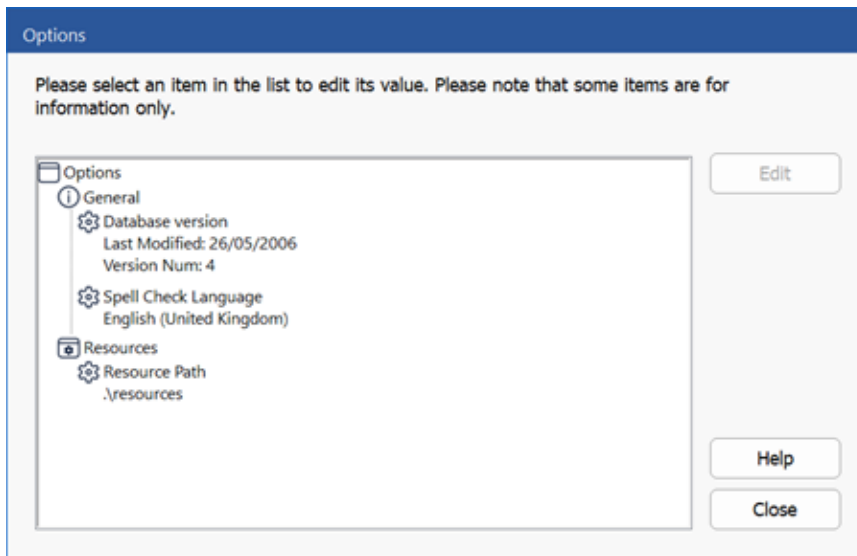 Options
Please select an item in the list to edit its value. Please note that some items are for
information only.
Options
General
Database version
Last Modified: 26/05/2006
Version Num: 4
Spell Check Language
English (United Kingdom)
Resources
Resource Path
.\resources
Edit
Help
Close